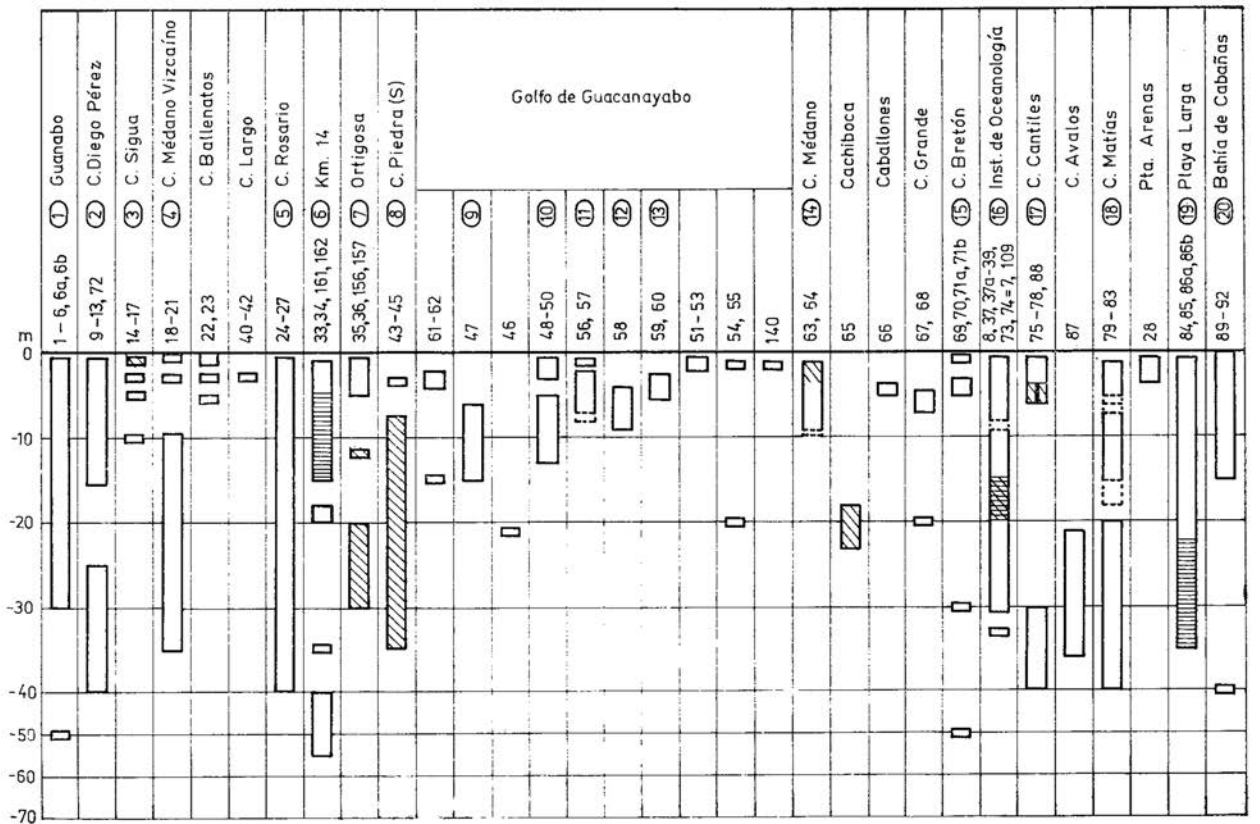 ① Guanabo
② C.Diego Pérez
③ C. Sigua
④ C. Médano Vizcaíno
C. Ballenatos
C. Largo
⑤ C. Rosario
⑥ Km. 14
⑦ Ortigosa
⑧ C. Piedra (S)
Golfo de Guacanayabo
⑨
⑩
⑪
⑫
⑬
⑭ C. Médano
Cachiboca
Caballones
C. Grande
⑮ C. Bretón
⑯ Inst. de Oceanología
⑰ C. Cantiles
C. Avalos
⑱ C. Matías
Pta. Arenas
⑲ Playa Larga
⑳ Bahía de Cabañas
1-6, 6a, 6b
9-13, 72
14-17
18-21
22, 23
40-42
24-27
33,34,161,162
35,36,156,157
43-45
61-62
47
46
48-50
56, 57
58
59, 60
51-53
54, 55
140
63, 64
65
66
67, 68
69,70,71a,71b
8,37,37a-39,
73, 74=7, 109
75-78, 88
87
79-83
28
84,85,86a,86b
89-92
m
0
-10
-20
-30
-40
-50
-60
-70